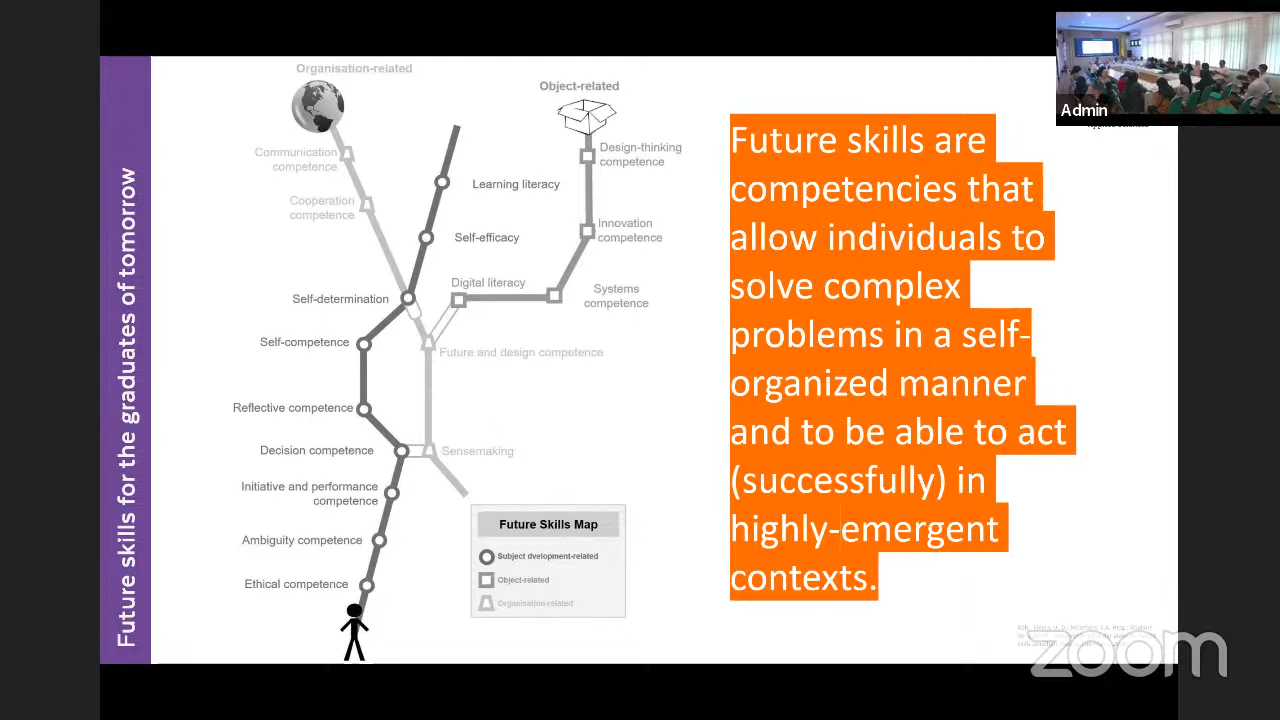 Future skills for the graduates of tomorrow
Organisation-related
Object-related
Communication
competence
Cooperation
competence
Self-determination
Self-competence
Reflective competence
Decision competence
Initiative and performance
competence
Ambiguity competence
Ethical competence
Learning literacy
Self-efficacy
Digital literacy
Future and design competence
Sensemaking
Design-thinking
competence
Innovation
competence
Systems
competence
Future Skills Map
Subject dvelopment-related
Object-related
Organisation-related
Future skills are
competencies that
allow individuals to
solve complex
problems in a self-
organized manner
and to be able to act
(successfully) in
highly-emergent
contexts.
Admin
zoom